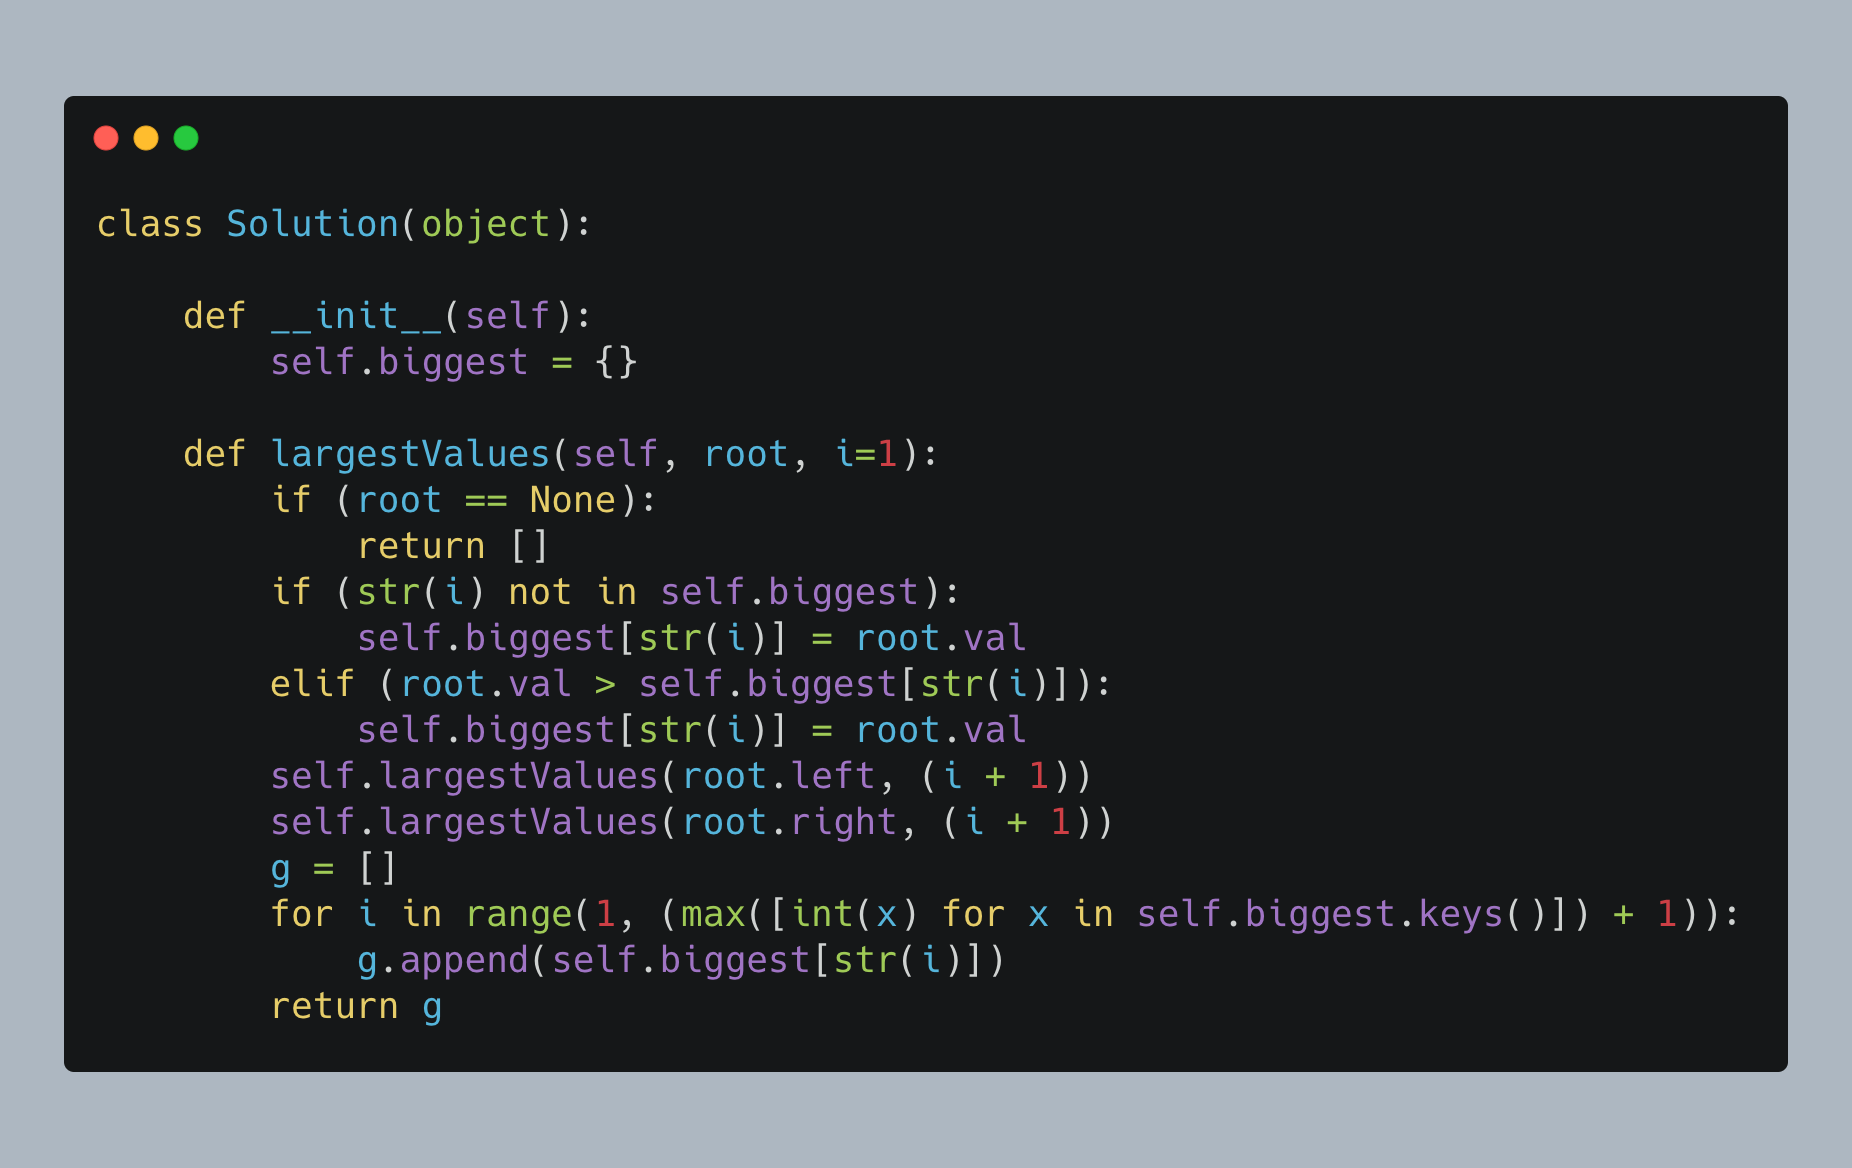 class Solution(object):

    def __init__(self):
        self.biggest = {}

    def largestValues(self, root, i=1):
        if (root == None):
            return []
        if (str(i) not in self.biggest):
            self.biggest[str(i)] = root.val
        elif (root.val > self.biggest[str(i)]):
            self.biggest[str(i)] = root.val
        self.largestValues(root.left, (i + 1))
        self.largestValues(root.right, (i + 1))
        g = []
        for i in range(1, (max([int(x) for x in self.biggest.keys()]) + 1)):
            g.append(self.biggest[str(i)])
        return g